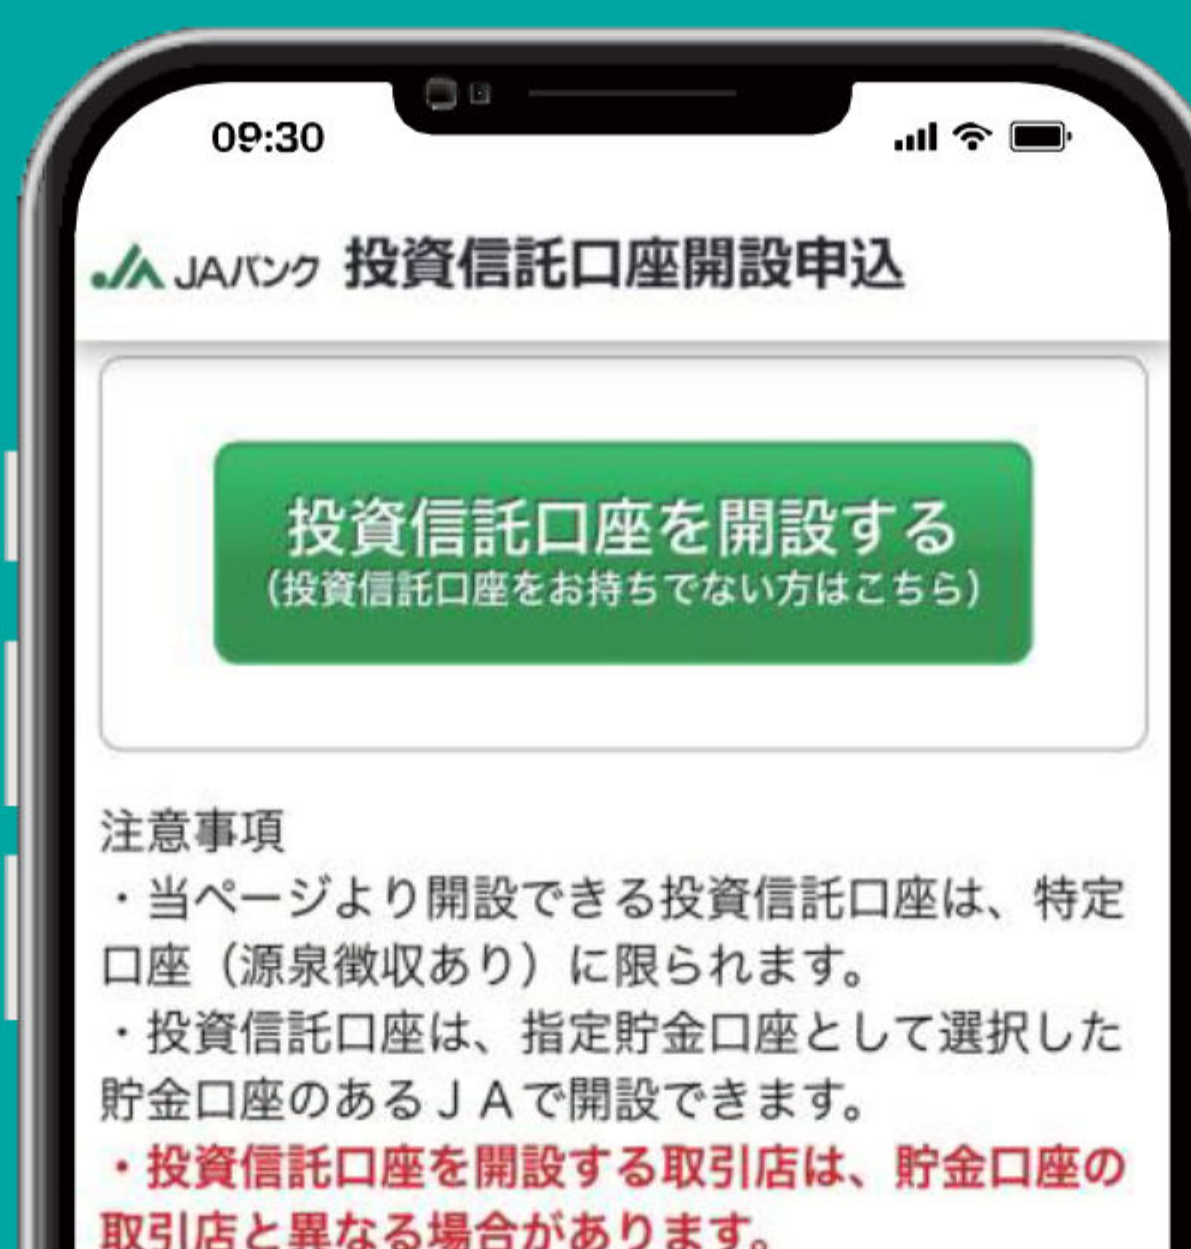 09:30
JAバンク 投資信託口座開設申込
投資信託口座を開設する
（投資信託口座をお持ちでない方はこちら）
注意事項
・当ページより開設できる投資信託口座は、特定
口座（源泉徴収あり）に限られます。
・投資信託口座は、指定貯金口座として選択した
貯金口座のあるＪＡで開設できます。
・投資信託口座を開設する取引店は、貯金口座の
取引店と異なる場合があります。